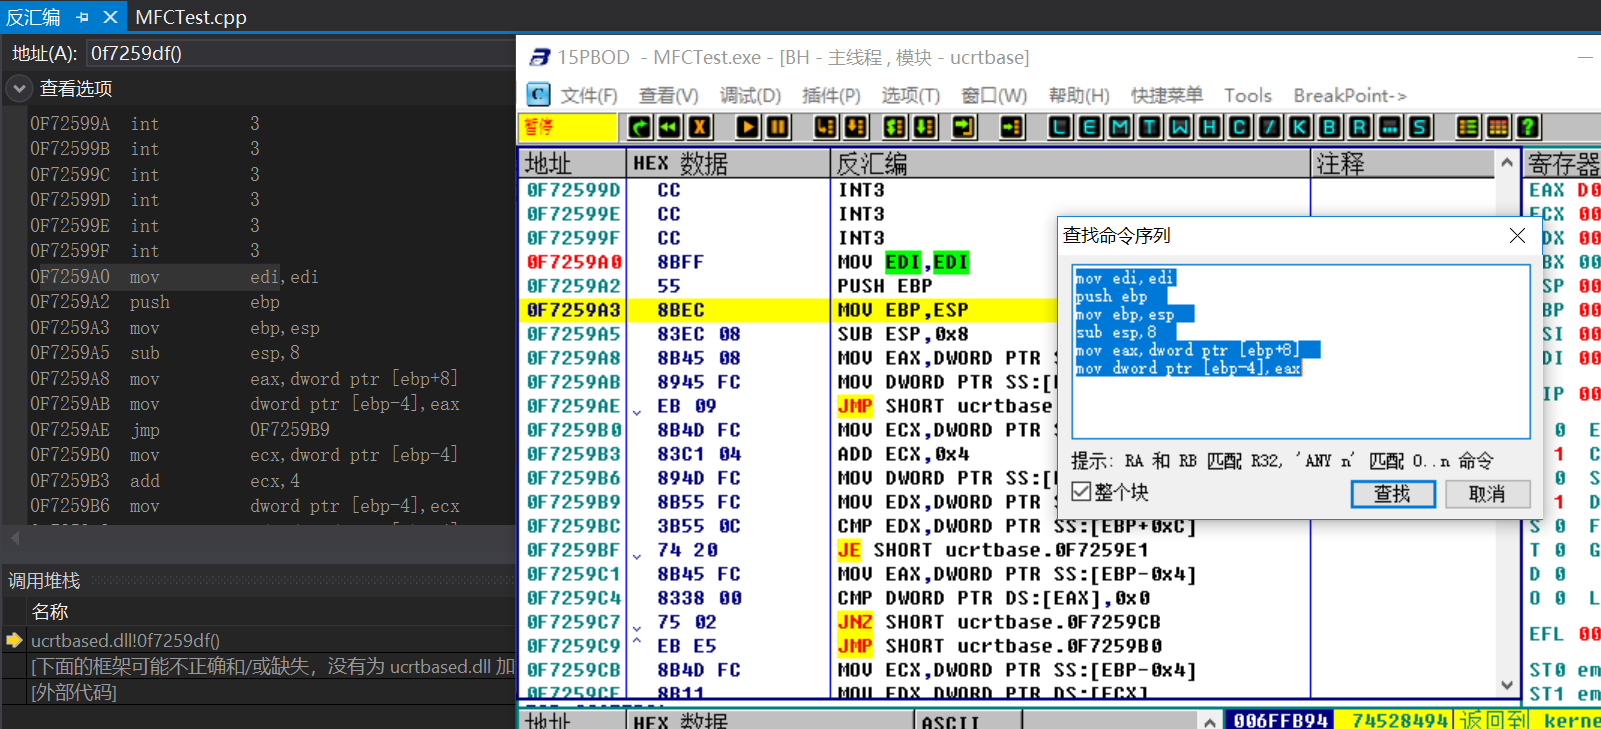 反汇编
MFCTest.cpp
地址(A):
0f7259df()
查看选项
0F72599A int 3
0F72599B int 3
0F72599C int 3
0F72599D int 3
0F72599E int 3
0F72599F int 3
0F7259A0 mov edi,edi
0F7259A2 push ebp
0F7259A3 mov ebp,esp
0F7259A5 sub esp,8
0F7259A8 mov eax,dword ptr [ebp+8]
0F7259AB mov dword ptr [ebp-4],eax
0F7259AE jmp 0F7259B9
0F7259B0 mov ecx,dword ptr [ebp-4]
0F7259B3 add ecx,4
0F7259B6 mov dword ptr [ebp-4],ecx
调用堆栈
名称
ucrtbased.dll!0f7259df()
[下面的框架可能不正确和/或缺失，没有为 ucrtbased.dll 加
[外部代码]
15PBOD - MFCTest.exe - [BH - 主线程 , 模块 - ucrtbase]
C 文件(F) 查看(V) 调试(D) 插件(P) 选项(T) 窗口(W) 帮助(H) 快捷菜单 Tools BreakPoint->
暂停 X L E M T W H C / K B R ... S ?
地址 HEX 数据 反汇编 注释
0F72599D CC INT3
0F72599E CC INT3
0F72599F CC INT3
0F7259A0 8BFF MOV EDI,EDI
0F7259A2 55 PUSH EBP
0F7259A3 8BEC MOV EBP,ESP
0F7259A5 83EC 08 SUB ESP,0x8
0F7259A8 8B45 08 MOV EAX,DWORD PTR
0F7259AB 8945 FC MOV DWORD PTR SS:[
0F7259AE EB 09 JMP SHORT ucrtbase
0F7259B0 8B4D FC MOV ECX,DWORD PTR
0F7259B3 83C1 04 ADD ECX,0x4
0F7259B6 894D FC MOV DWORD PTR SS:[
0F7259B9 8B55 FC MOV EDX,DWORD PTR
0F7259BC 3B55 0C CMP EDX,DWORD PTR SS:[EBP+0xC]
0F7259BF 74 20 JE SHORT ucrtbase.0F7259E1
0F7259C1 8B45 FC MOV EAX,DWORD PTR SS:[EBP-0x4]
0F7259C4 8338 00 CMP DWORD PTR DS:[EAX],0x0
0F7259C7 75 02 JNZ SHORT ucrtbase.0F7259CB
0F7259C9 EB E5 JMP SHORT ucrtbase.0F7259B0
0F7259CB 8B4D FC MOV ECX,DWORD PTR SS:[EBP-0x4]
0F7259CE 8B11 MOV EDX,DWORD PTR DS:[ECX]
地址 HEX 数据 ASCII
006FFB94 74528494 返回到 kerne
查找命令序列
mov edi,edi
push ebp
mov ebp,esp
sub esp,8
mov eax,dword ptr [ebp+8]
mov dword ptr [ebp-4],eax
提示: RA 和 RB 匹配 R32, 'ANY n' 匹配 0..n 命令
整个块
查找
取消
寄存器
EAX D0
ECX 00
DX 00
BX 00
SP 00
BP 00
SI 00
DI 00
IP 00
0 E
1 C
0 S
1 D
S 0 F
T 0 G
D 0
O 0 L
EFL 00
ST0 em
ST1 em